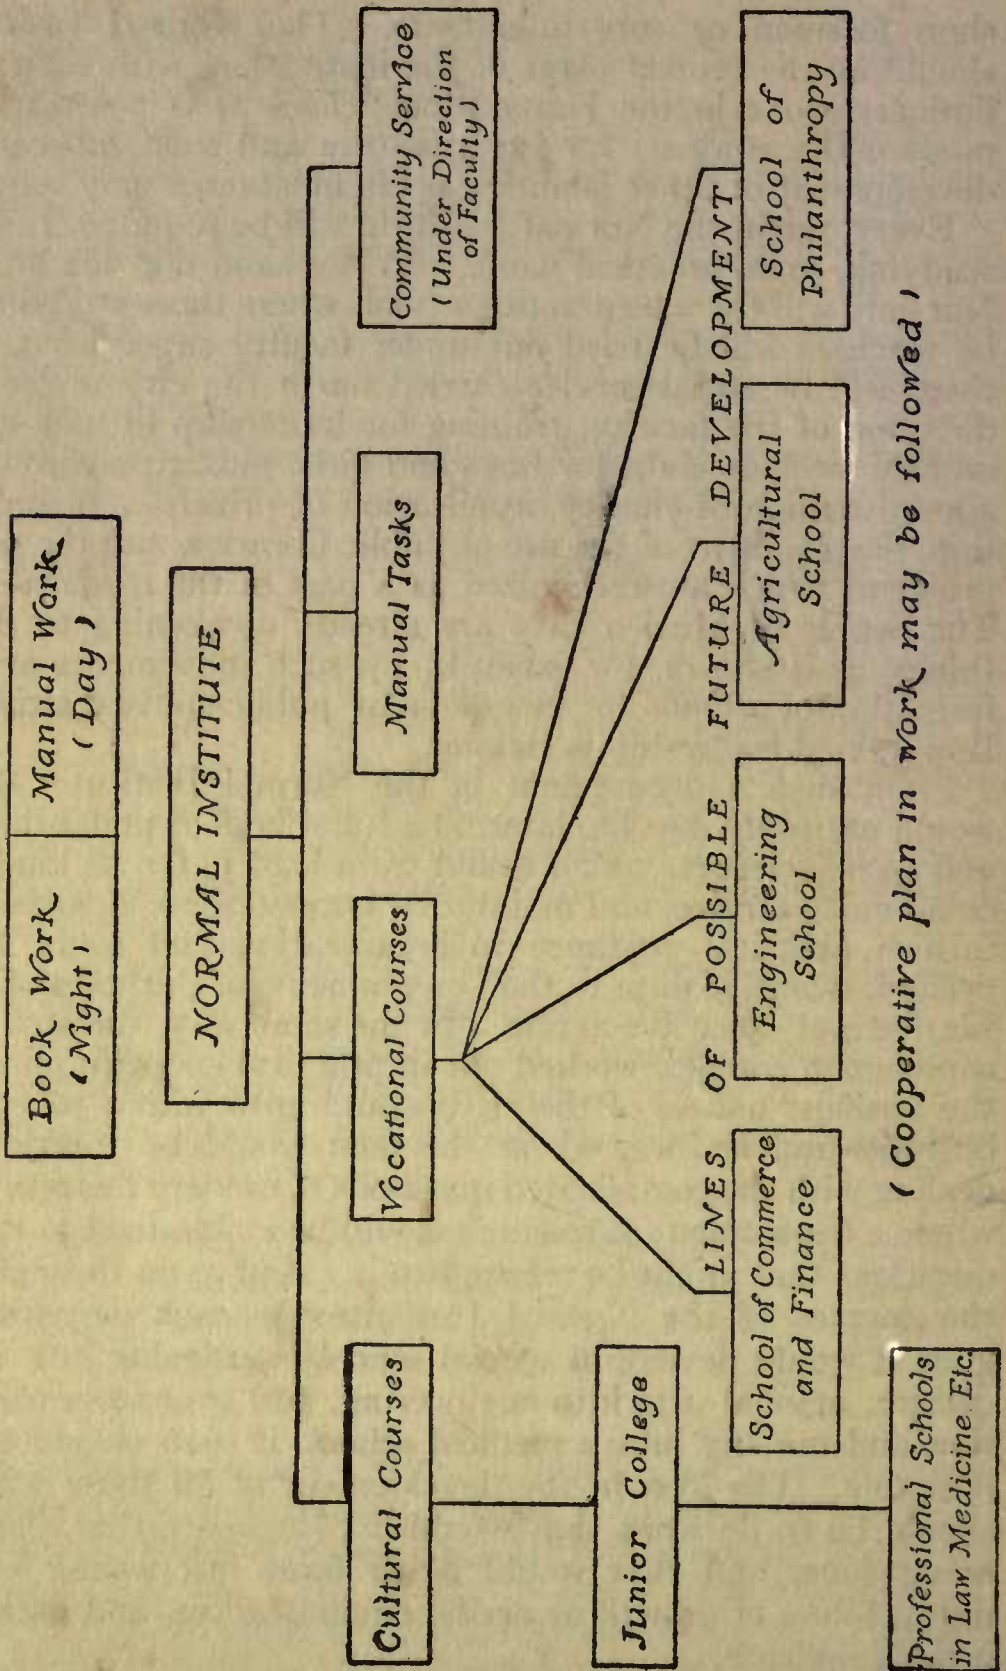 Book Work
(Night)
Manual Work
(Day)
NORMAL INSTITUTE
Cultural Courses
Vocational Courses
Manual Tasks
Community Service
(Under Direction
of Faculty)
Junior College
LINES OF POSSIBLE FUTURE DEVELOPMENT
School of Commerce
and Finance
Engineering
School
Agricultural
School
School of
Philanthropy
Professional Schools
in Law Medicine. Etc.
(Cooperative plan in work may be followed)